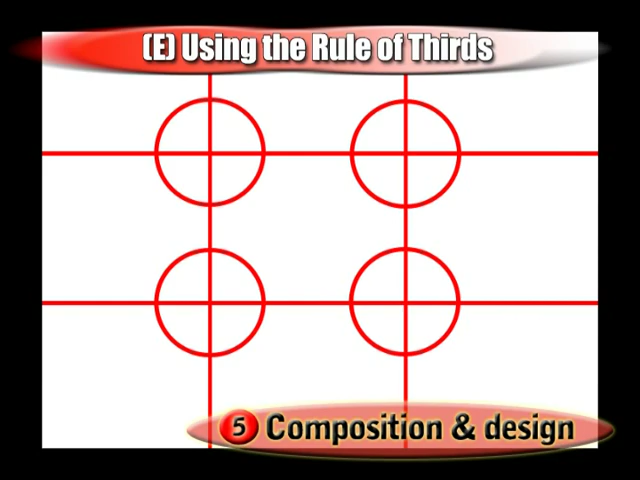 (E) Using the Rule of Thirds
5 Composition & design